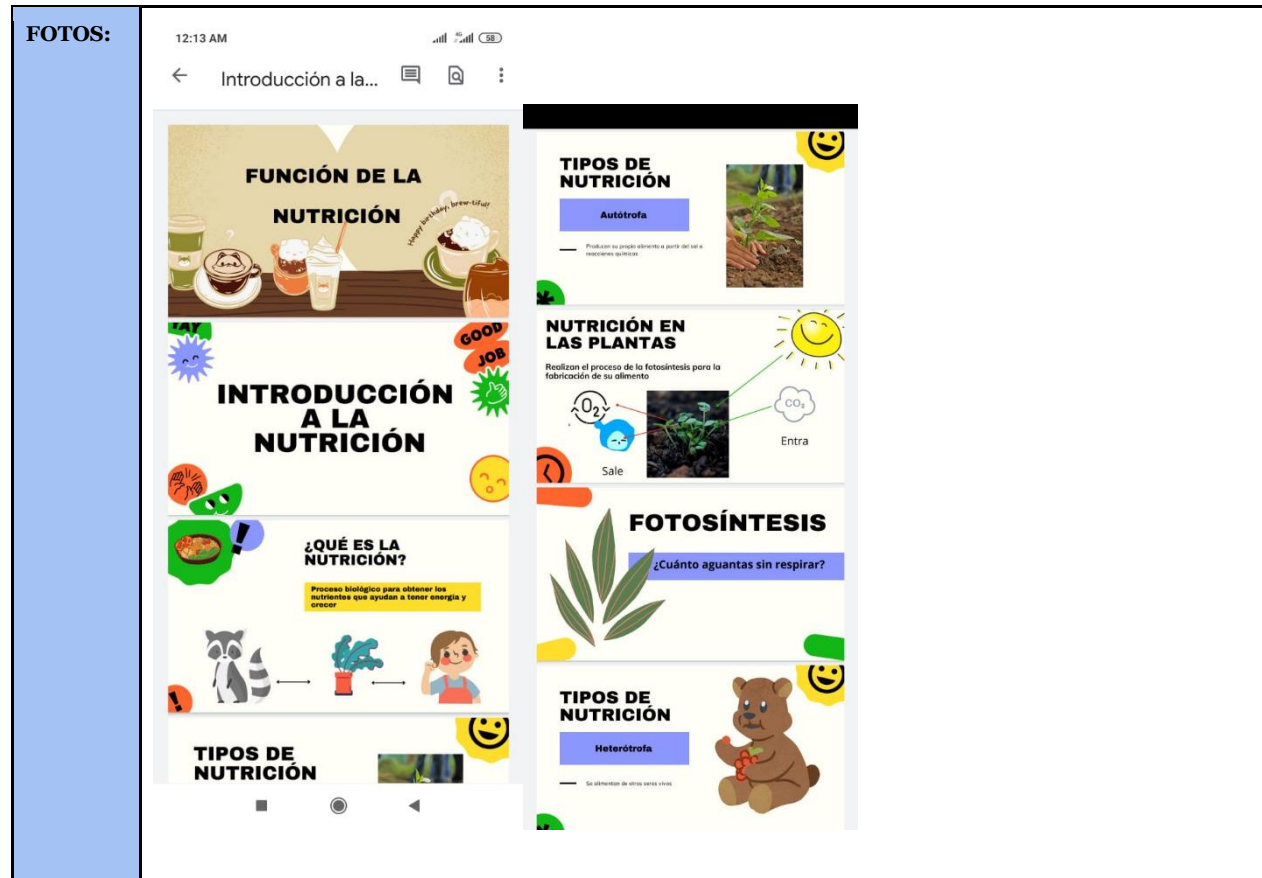 FOTOS:
12:13 AM
4G
58
Introducción a la...
FUNCIÓN DE LA
NUTRICIÓN
Happy birthday, brew-tiful!
?
TAY
GOOD
JOB
INTRODUCCIÓN
A LA
NUTRICIÓN
!
¿QUÉ ES LA
NUTRICIÓN?
Proceso biológico para obtener los
nutrientes que ayudan a tener energía y
crecer
!
TIPOS DE
NUTRICIÓN
TIPOS DE
NUTRICIÓN
Autótrofa
Producen su propio alimento a partir del sol o
reacciones químicas
*
NUTRICIÓN EN
LAS PLANTAS
Realizan el proceso de la fotosíntesis para la
fabricación de su alimento
O₂
CO₂
Entra
Sale
FOTOSÍNTESIS
¿Cuánto aguantas sin respirar?
TIPOS DE
NUTRICIÓN
Heterótrofa
Se alimentan de otros seres vivos